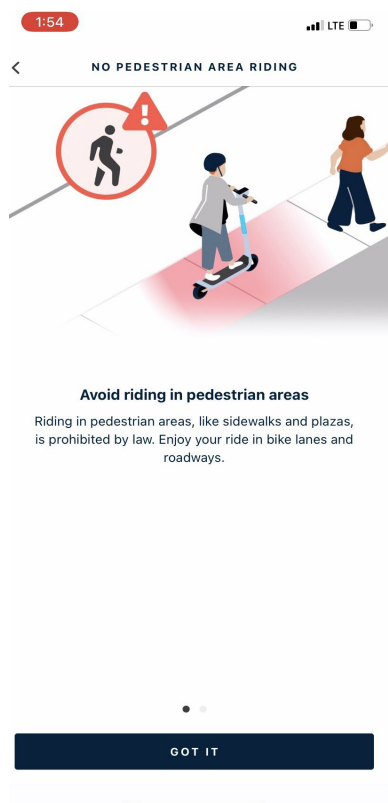 1:54 LTE
NO PEDESTRIAN AREA RIDING
Avoid riding in pedestrian areas
Riding in pedestrian areas, like sidewalks and plazas,
is prohibited by law. Enjoy your ride in bike lanes and
roadways.
GOT IT